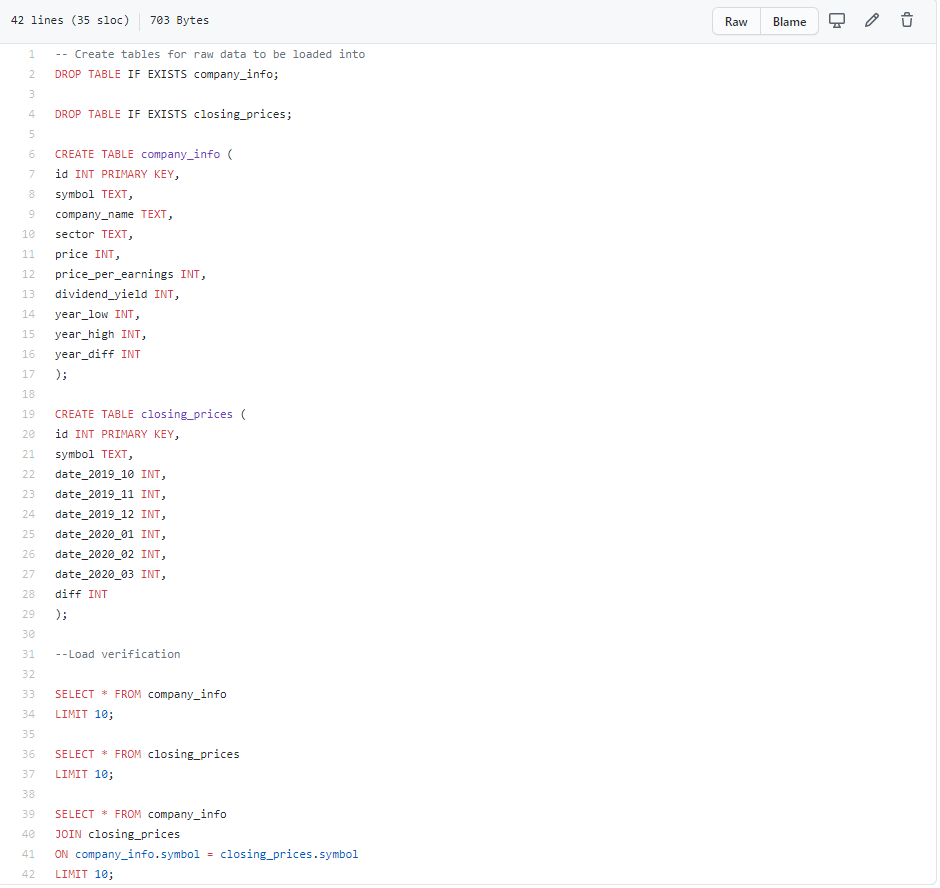 42 lines (35 sloc) 703 Bytes Raw Blame
1 -- Create tables for raw data to be loaded into
2 DROP TABLE IF EXISTS company_info;
3
4 DROP TABLE IF EXISTS closing_prices;
5
6 CREATE TABLE company_info (
7 id INT PRIMARY KEY,
8 symbol TEXT,
9 company_name TEXT,
10 sector TEXT,
11 price INT,
12 price_per_earnings INT,
13 dividend_yield INT,
14 year_low INT,
15 year_high INT,
16 year_diff INT
17 );
18
19 CREATE TABLE closing_prices (
20 id INT PRIMARY KEY,
21 symbol TEXT,
22 date_2019_10 INT,
23 date_2019_11 INT,
24 date_2019_12 INT,
25 date_2020_01 INT,
26 date_2020_02 INT,
27 date_2020_03 INT,
28 diff INT
29 );
30
31 --Load verification
32
33 SELECT * FROM company_info
34 LIMIT 10;
35
36 SELECT * FROM closing_prices
37 LIMIT 10;
38
39 SELECT * FROM company_info
40 JOIN closing_prices
41 ON company_info.symbol = closing_prices.symbol
42 LIMIT 10;